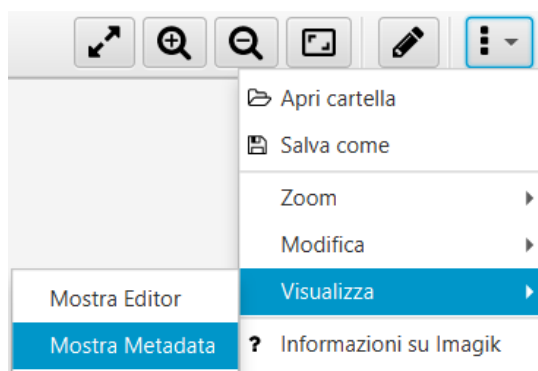 Apri cartella
Salva come
Zoom
Modifica
Visualizza
Mostra Editor
Mostra Metadata
? Informazioni su Imagik